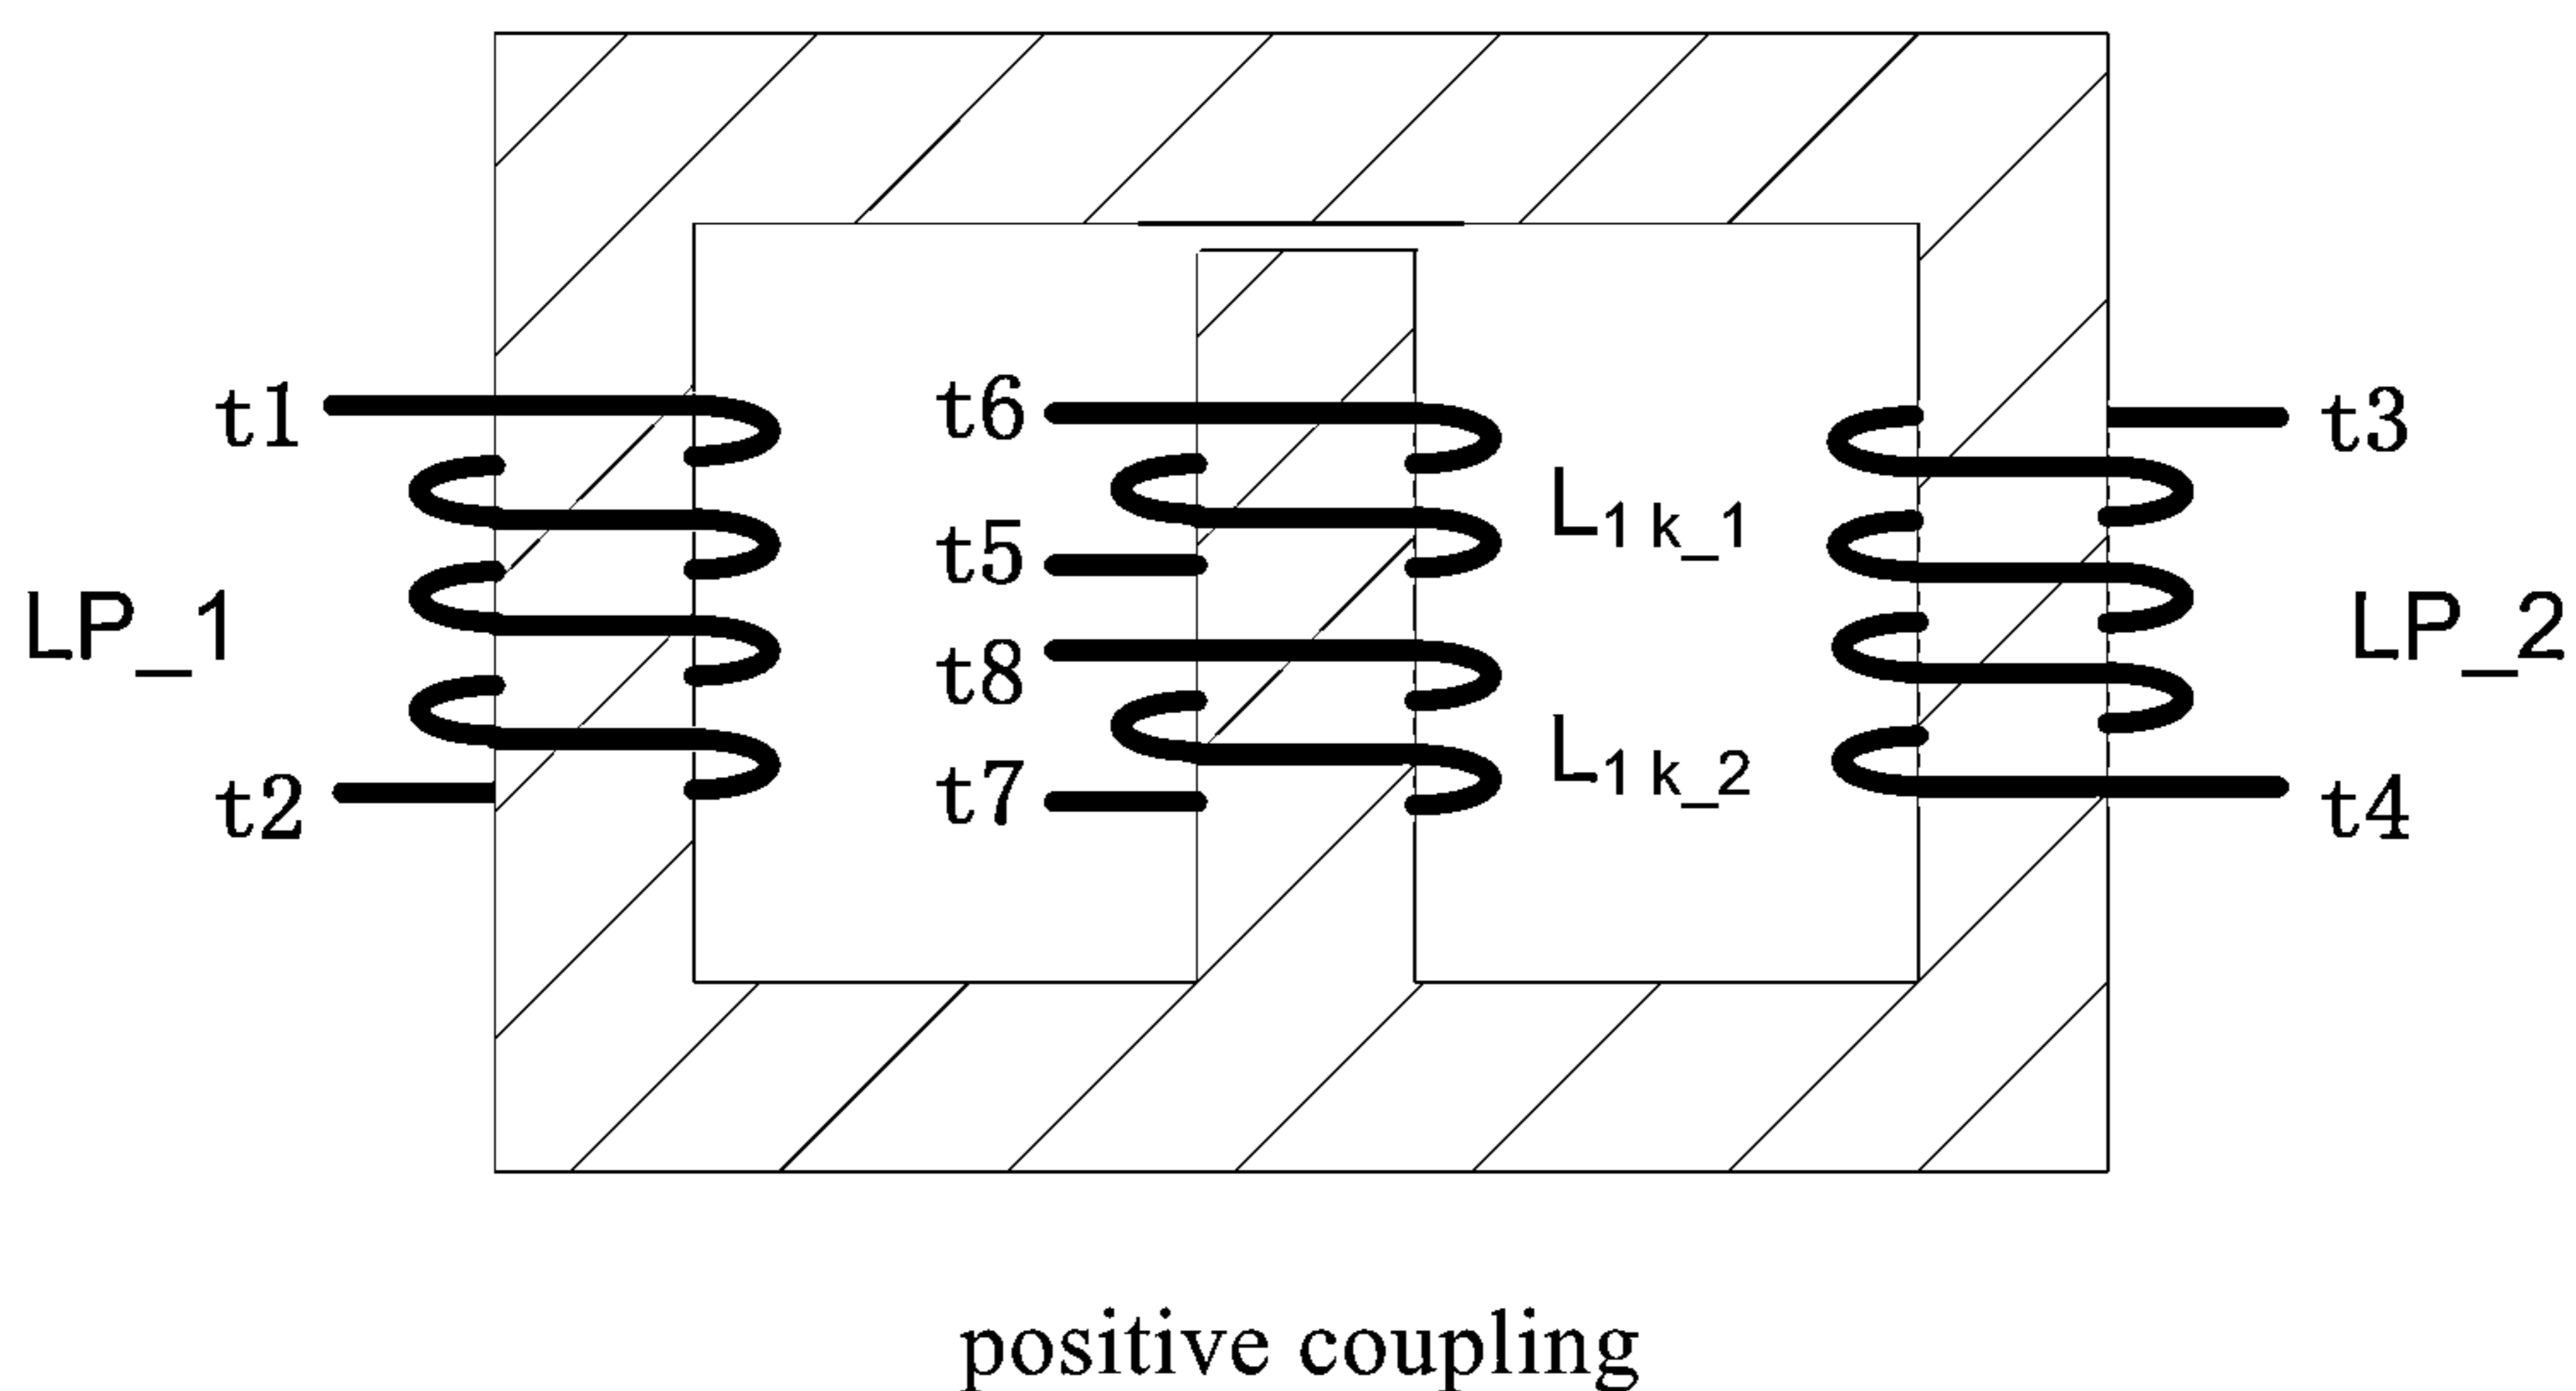 t1
t6
t3
L1 k_1
t5
LP_1
LP_2
t8
L1 k_2
t2
t7
t4
positive coupling